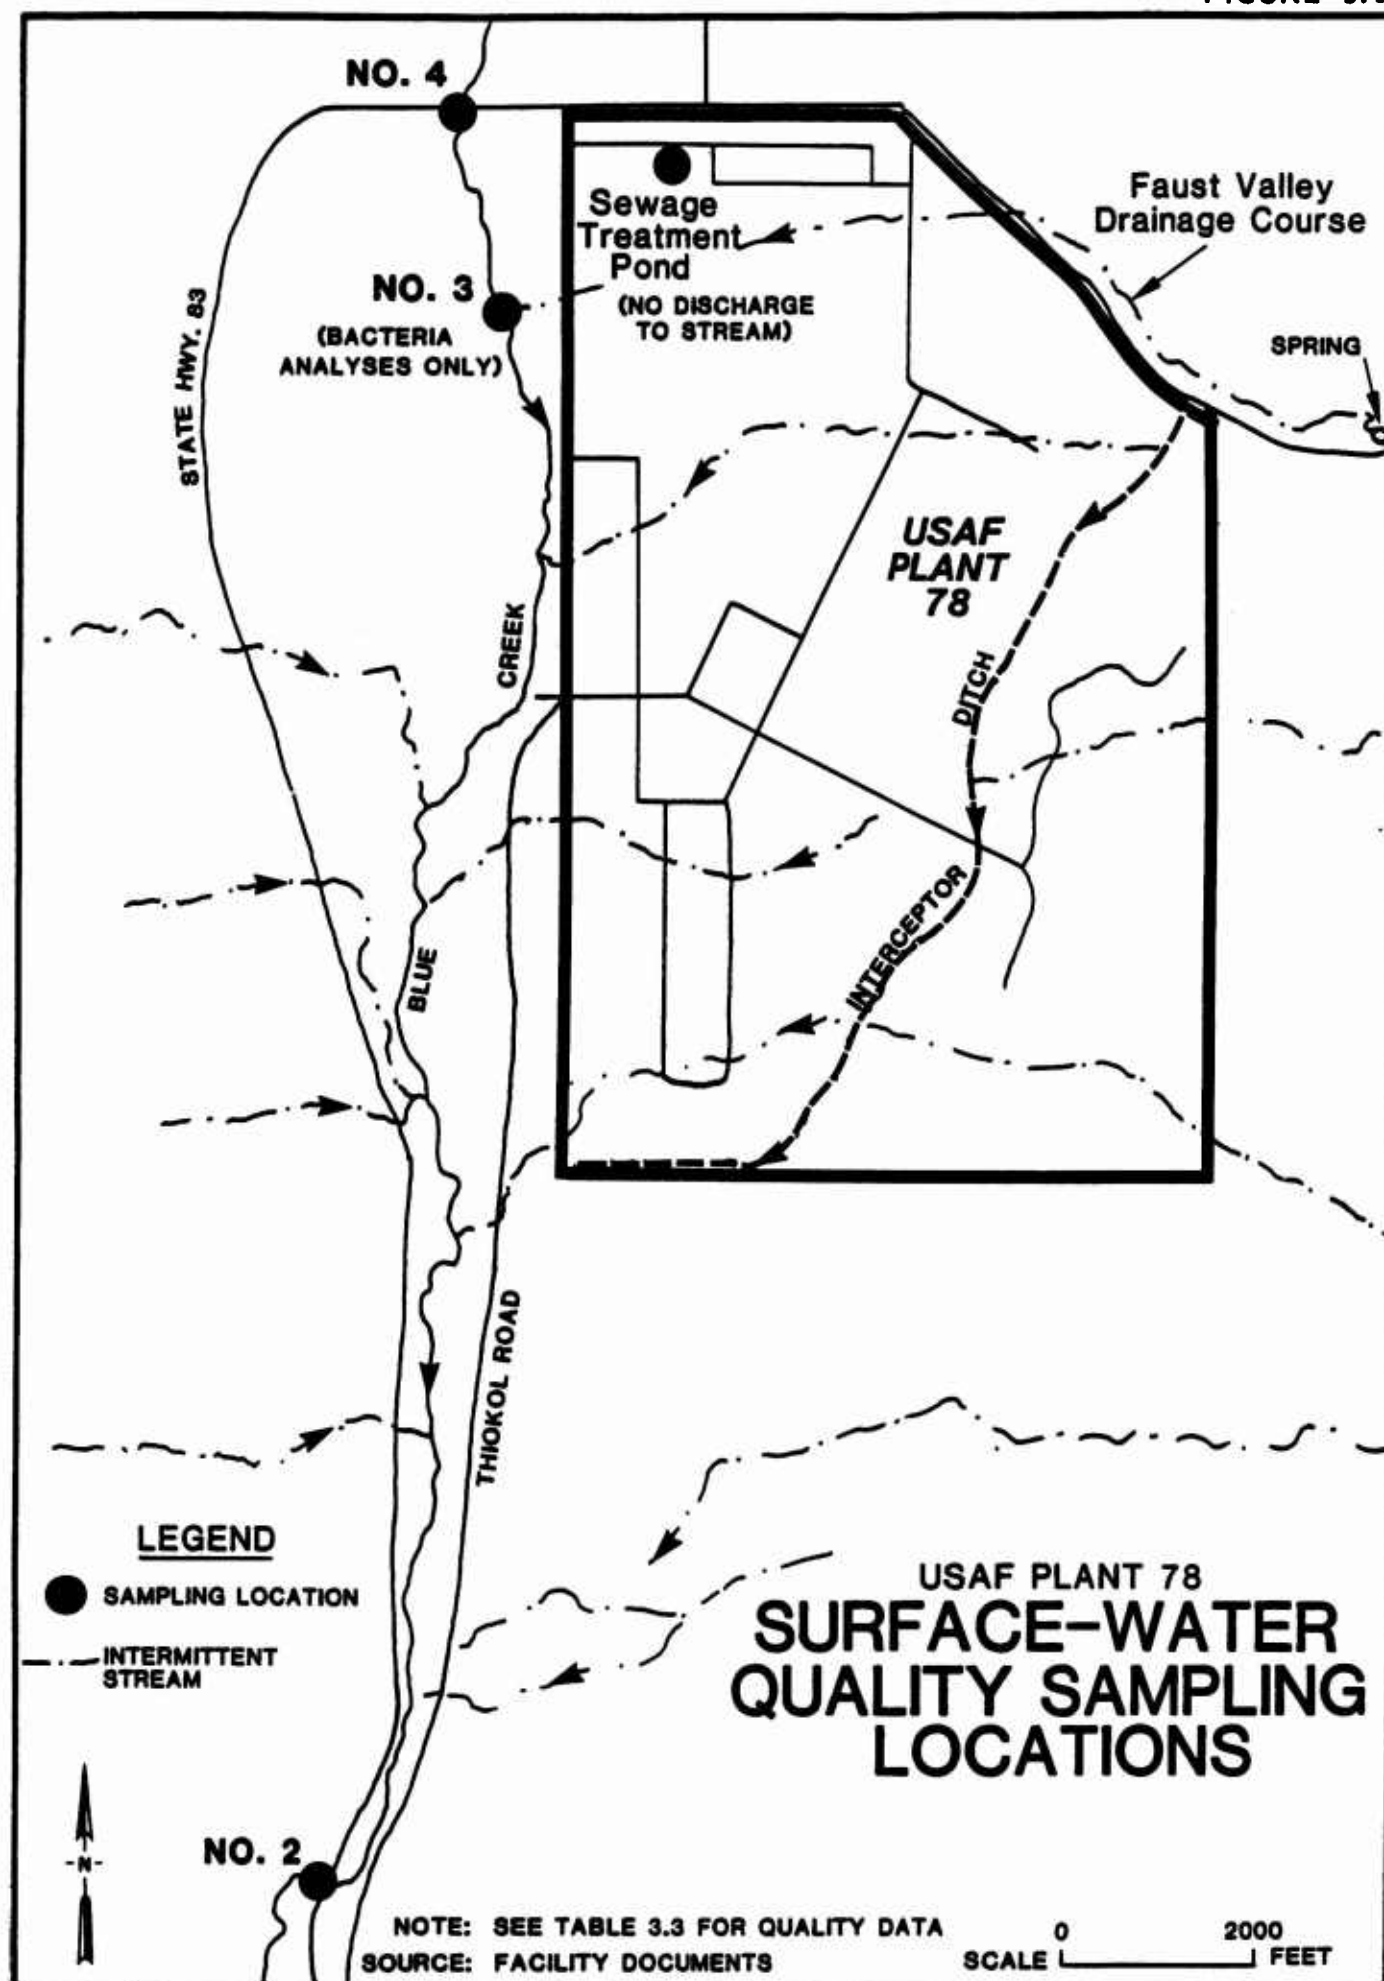 NO. 4
Faust Valley
Drainage Course
Sewage
Treatment
Pond
(NO DISCHARGE
TO STREAM)
NO. 3
(BACTERIA
ANALYSES ONLY)
SPRING
STATE HWY. 83
USAF
PLANT
78
CREEK
DITCH
INTERCEPTOR
BLUE
THIOKOL ROAD
LEGEND
SAMPLING LOCATION
INTERMITTENT
STREAM
USAF PLANT 78
SURFACE-WATER
QUALITY SAMPLING
LOCATIONS
-N-
NO. 2
NOTE: SEE TABLE 3.3 FOR QUALITY DATA
SOURCE: FACILITY DOCUMENTS
0 2000
SCALE FEET